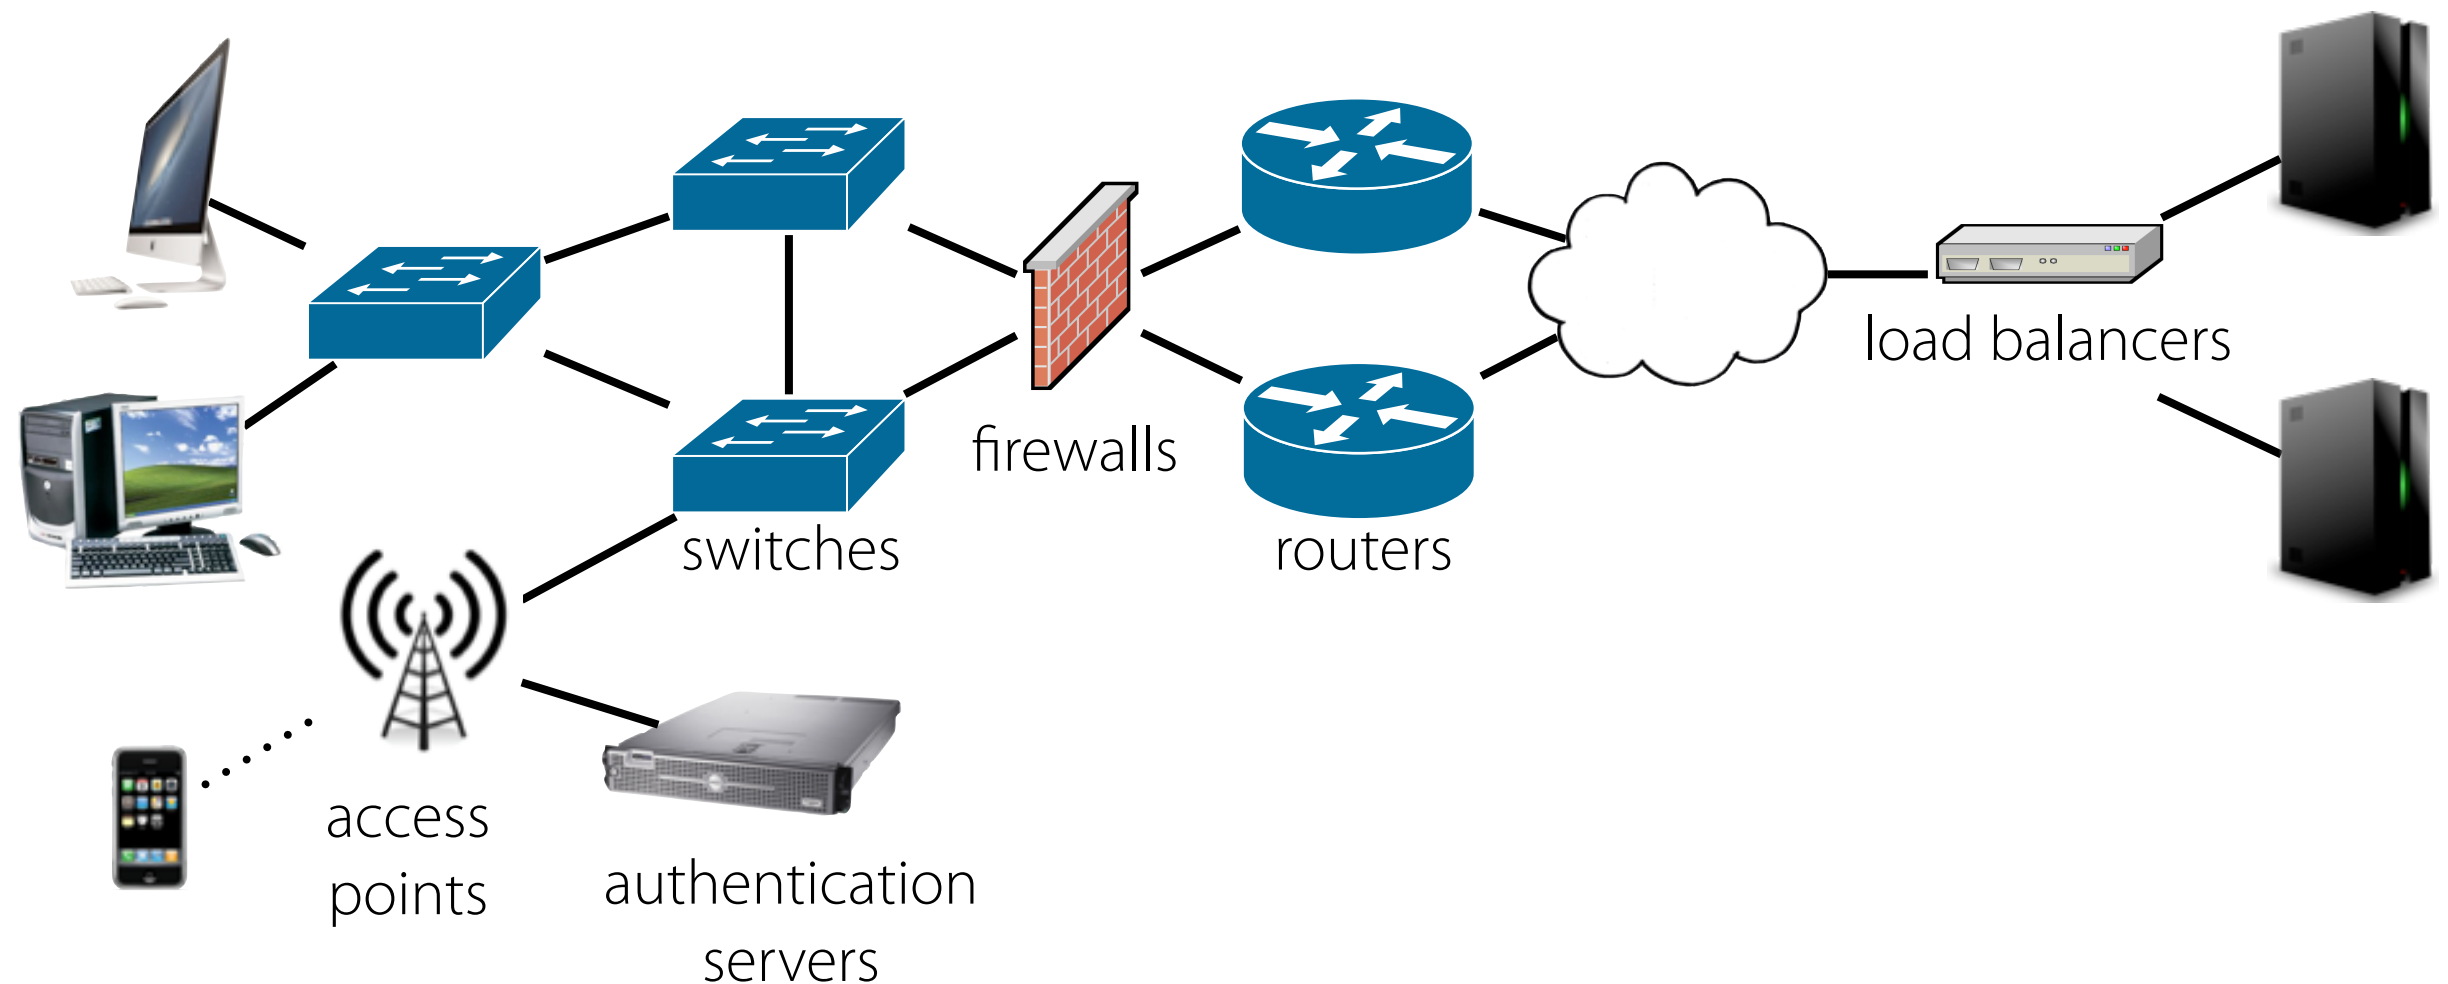 load balancers
firewalls
switches
routers
access
points
authentication
servers